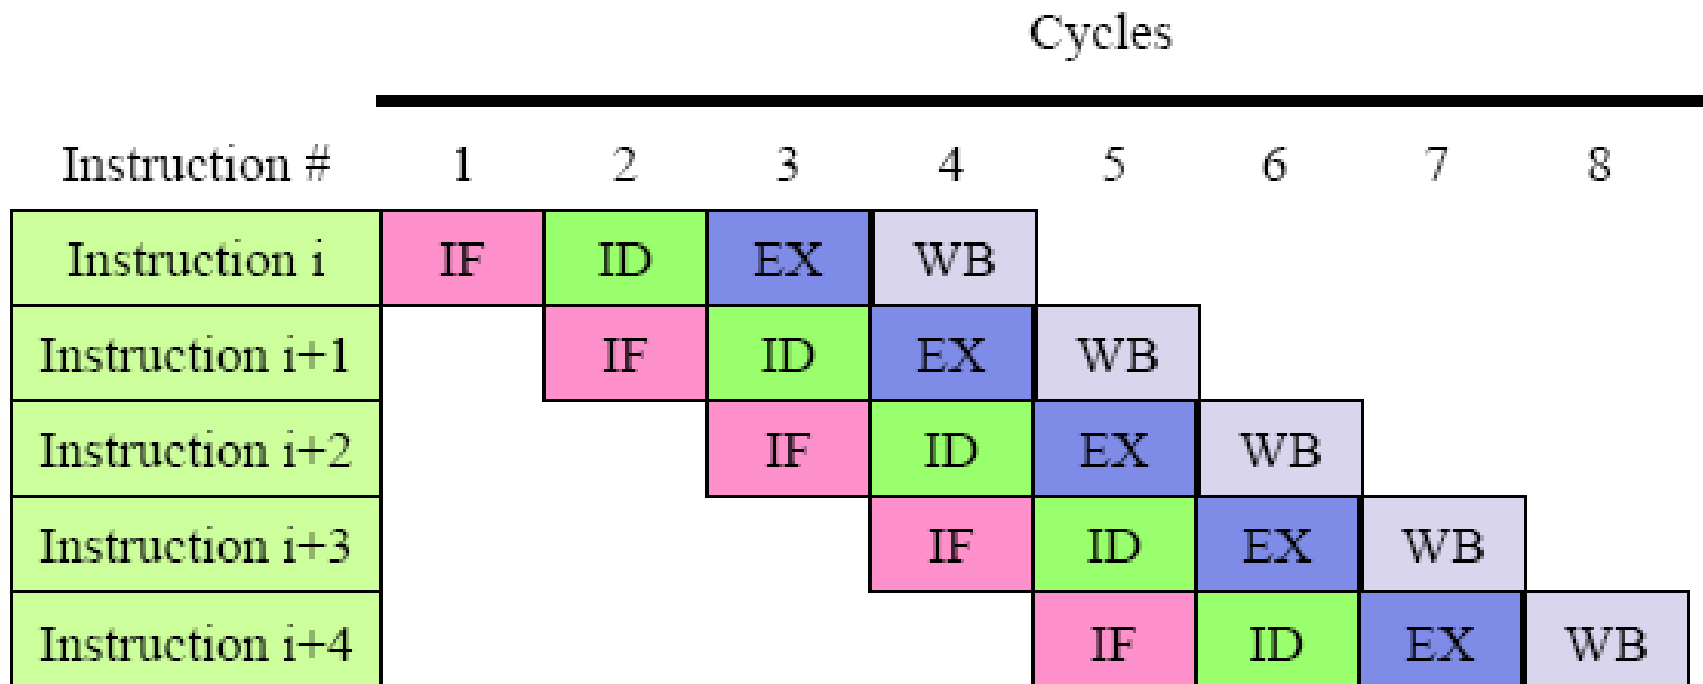 Cycles
Instruction # 1 2 3 4 5 6 7 8
Instruction i IF ID EX WB
Instruction i+1 IF ID EX WB
Instruction i+2 IF ID EX WB
Instruction i+3 IF ID EX WB
Instruction i+4 IF ID EX WB